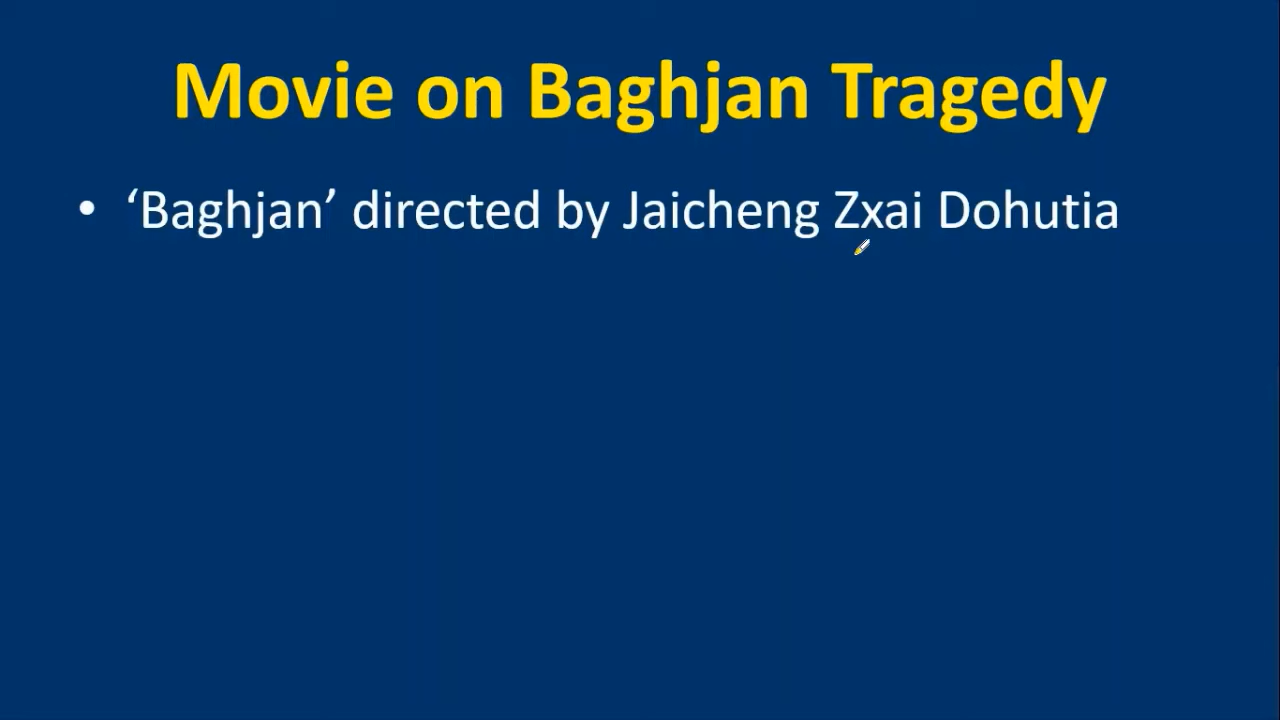 Movie on Baghjan Tragedy
• ‘Baghjan’ directed by Jaicheng Zxai Dohutia